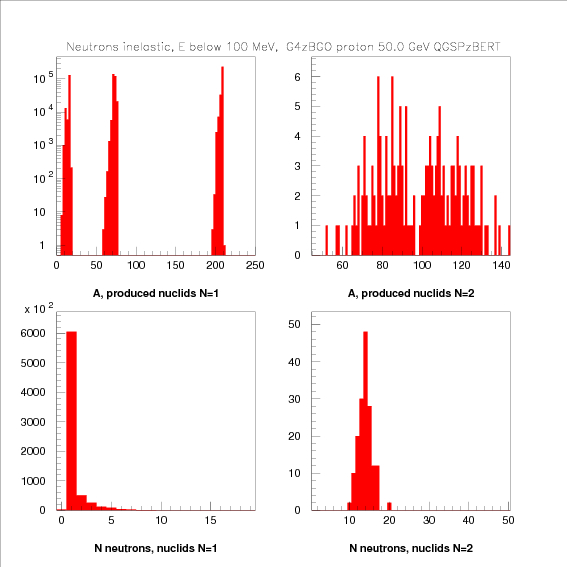 Neutrons inelastic, E below 100 MeV, G4zBGO proton 50.0 GeV QGSPzBERT
10 5
10 4
10 3
10 2
10
1
0 50 100 150 200 250
A, produced nuclids N=1
6
5
4
3
2
1
0
60 80 100 120 140
A, produced nuclids N=2
x 10 2
6000
5000
4000
3000
2000
1000
0
0 5 10 15
N neutrons, nuclids N=1
50
40
30
20
10
0
10 20 30 40 50
N neutrons, nuclids N=2